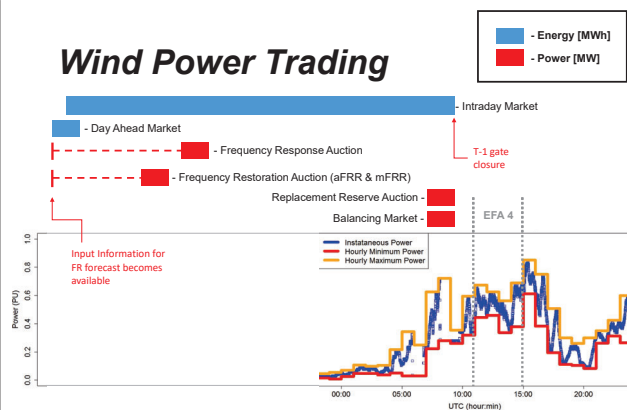 Wind Power Trading
- Energy [MWh]
- Power [MW]
- Intraday Market
- Day Ahead Market
- Frequency Response Auction
T-1 gate
closure
- Frequency Restoration Auction (aFRR & mFRR)
Replacement Reserve Auction -
Balancing Market -
EFA 4
Input Information for
FR forecast becomes
available
Instataneous Power
Hourly Minimum Power
Hourly Maximum Power
Power (PU)
1.0
0.8
0.6
0.4
0.2
0.0
00:00 05:00 10:00 15:00 20:00
UTC (hour:min)